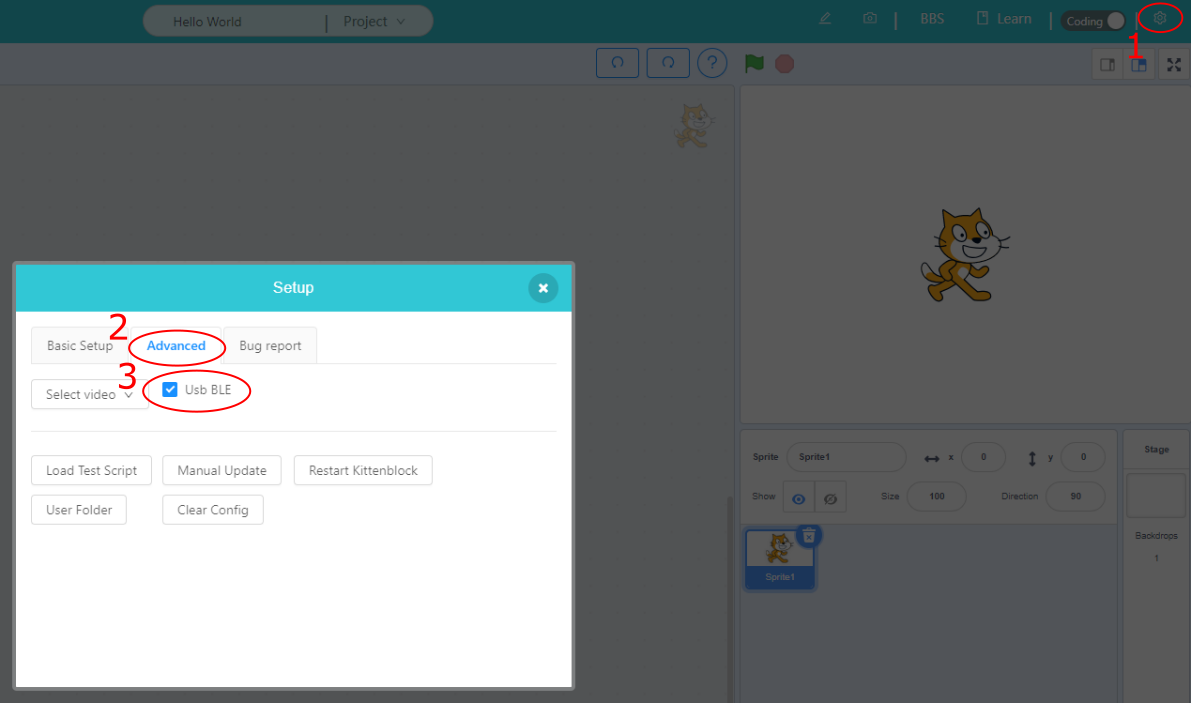 Hello World
Project
BBS
Learn
Coding
1
?
Setup
2
Basic Setup
Advanced
Bug report
3
Select video
Usb BLE
Load Test Script
Manual Update
Restart Kittenblock
User Folder
Clear Config
Sprite
Sprite1
x
0
y
0
Show
Size
100
Direction
90
Sprite1
Stage
Backdrops
1